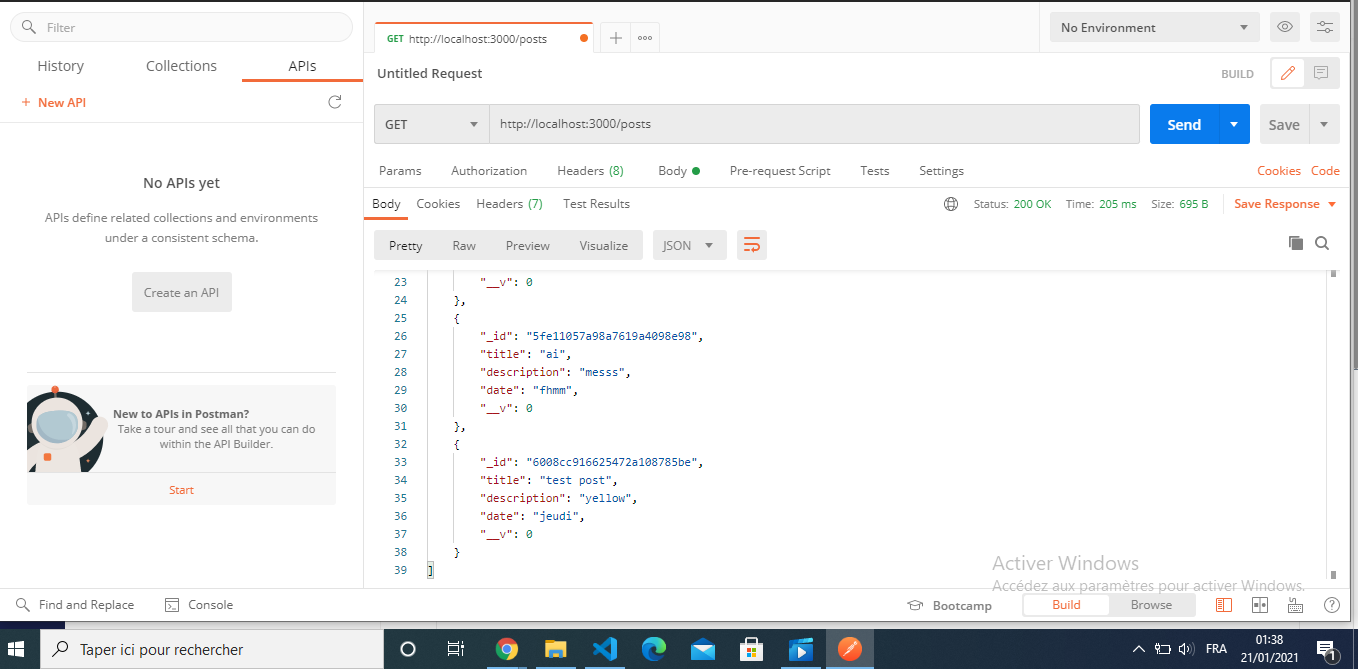 Filter
History Collections APIs
+ New API
No APIs yet
APIs define related collections and environments
under a consistent schema.
Create an API
New to APIs in Postman?
Take a tour and see all that you can do
within the API Builder.
Start
GET http://localhost:3000/posts
No Environment
Untitled Request
BUILD
GET http://localhost:3000/posts Send Save
Params Authorization Headers (8) Body Pre-request Script Tests Settings Cookies Code
Body Cookies Headers (7) Test Results Status: 200 OK Time: 205 ms Size: 695 B Save Response
Pretty Raw Preview Visualize JSON
23 "__v": 0
24 },
25 {
26 "_id": "5fe11057a98a7619a4098e98",
27 "title": "ai",
28 "description": "messs",
29 "date": "fhmm",
30 "__v": 0
31 },
32 {
33 "_id": "6008cc916625472a108785be",
34 "title": "test post",
35 "description": "yellow",
36 "date": "jeudi",
37 "__v": 0
38 }
39 ]
Activer Windows
Accédez aux paramètres pour activer Windows.
Find and Replace Console Bootcamp Build Browse
Taper ici pour rechercher
FRA
01:38
21/01/2021
1